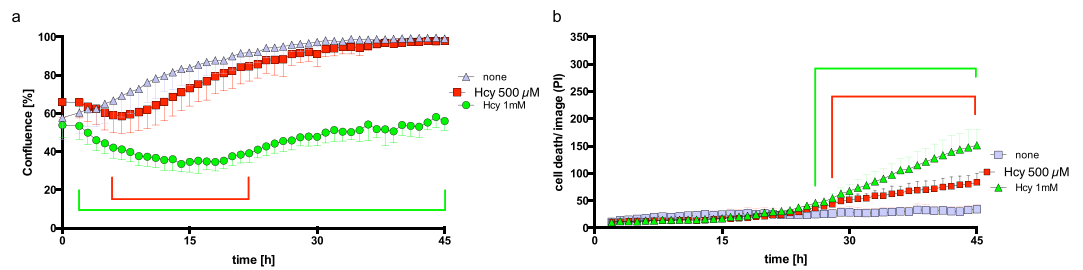 a
100
80
60
40
20
0
Confluence [%]
0 15 30 45
time [h]
none
Hcy 500 µM
Hcy 1mM
b
350
300
250
200
150
100
50
0
cell death/ image (PI)
0 15 30 45
time [h]
none
Hcy 500 µM
Hcy 1mM